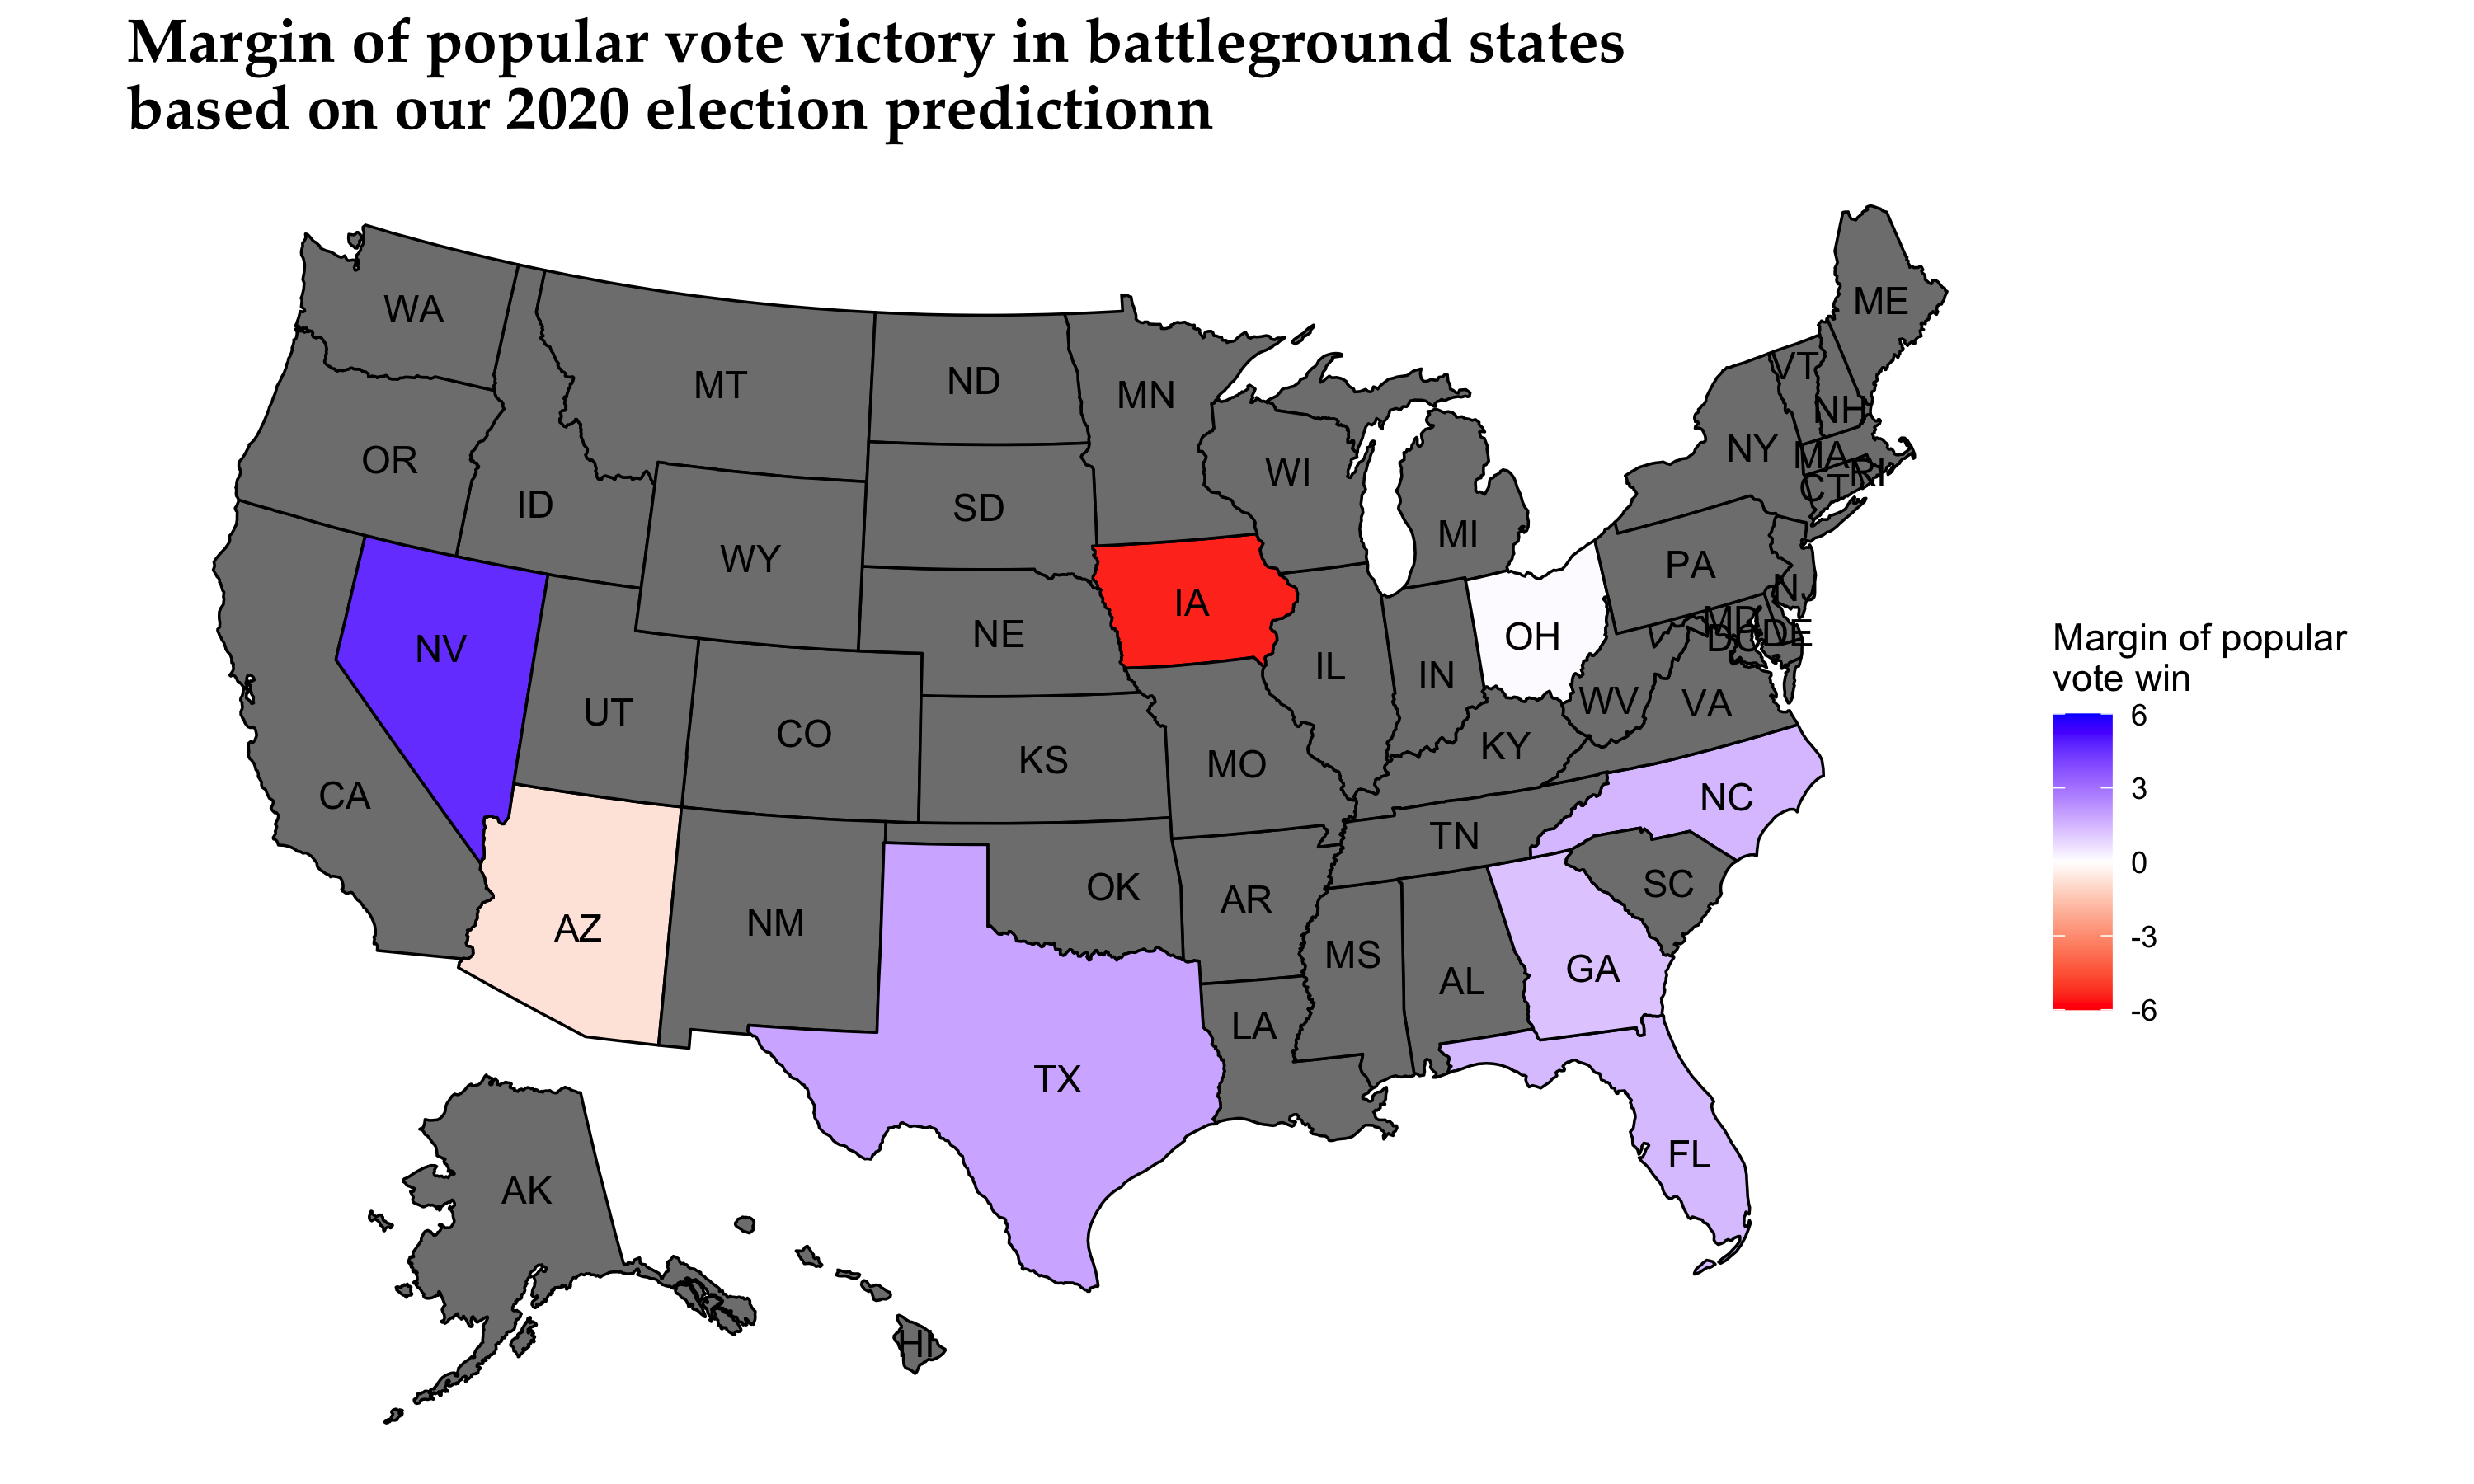 Margin of popular vote victory in battleground states
based on our 2020 election predictionn
WA
MT
ND
MN
ME
VT
NH
OR
ID
SD
WI
NY
MA
RI
CT
WY
MI
PA
NJ
NV
NE
IA
IL
IN
OH
MD
DE
DC
UT
CO
KS
MO
KY
WV
VA
CA
TN
NC
AZ
NM
OK
AR
SC
MS
AL
GA
LA
TX
FL
AK
HI
Margin of popular
vote win
6
3
0
-3
-6